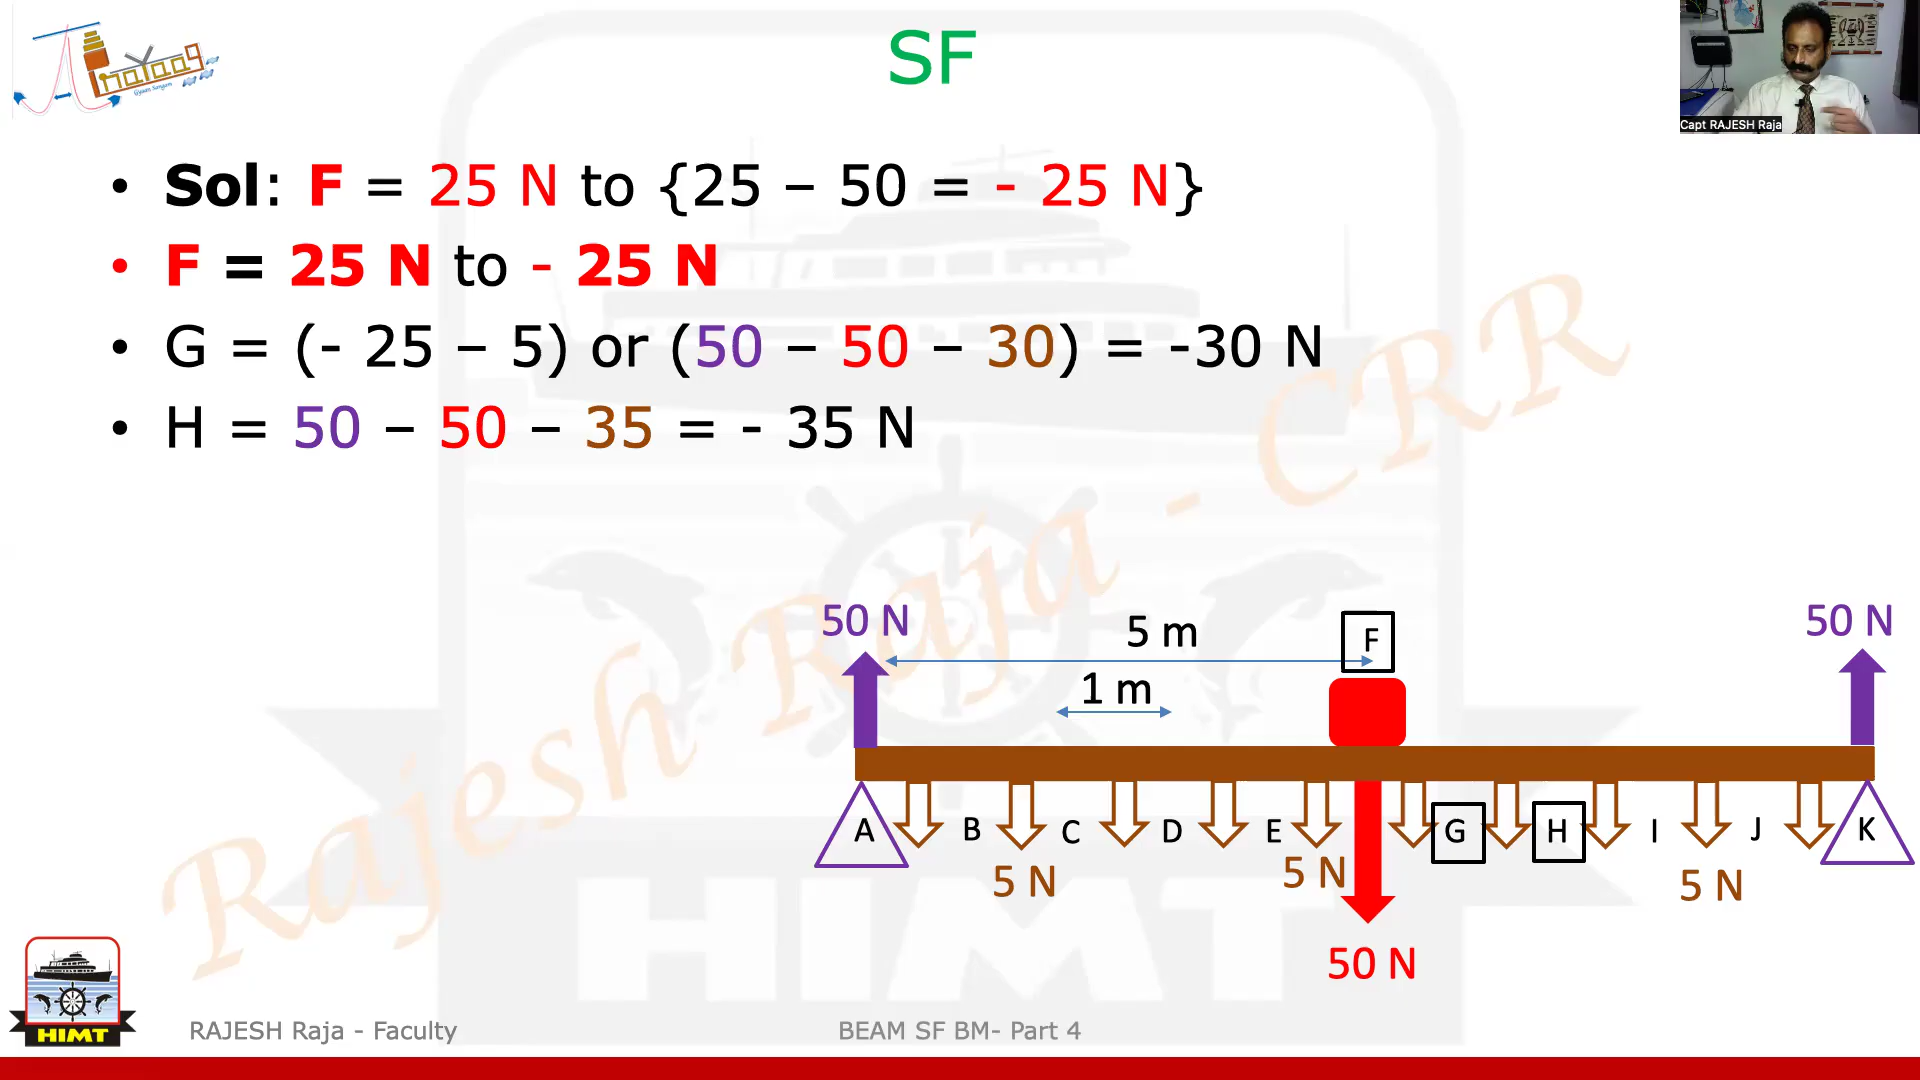 SF
Capt RAJESH Raja
• Sol: F = 25 N to {25 – 50 = - 25 N}
• F = 25 N to - 25 N
• G = (- 25 – 5) or (50 – 50 – 30) = -30 N
• H = 50 – 50 – 35 = - 35 N
50 N
5 m
F
50 N
1 m
A B C D E G H I J K
5 N
5 N
5 N
50 N
Rajesh Raja - CRR
HIMT
HIMT
RAJESH Raja - Faculty
BEAM SF BM- Part 4